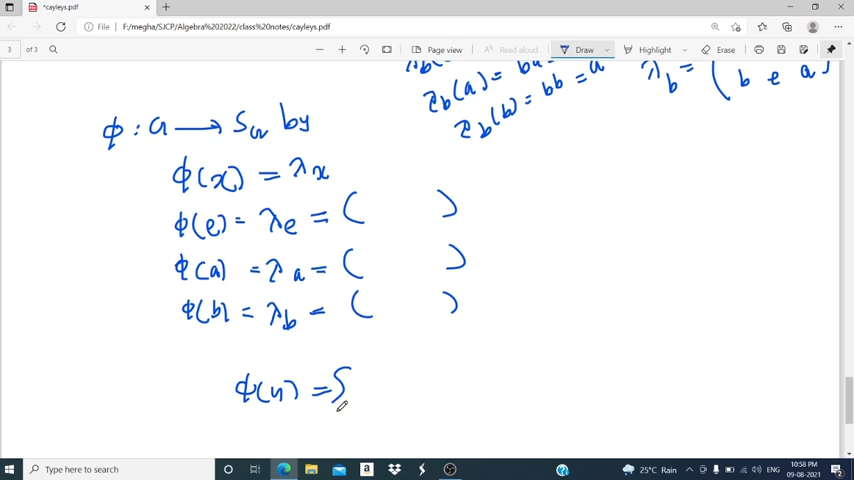 *cayleys.pdf
File | F:/megha/SJCP/Algebra%202022/class%20notes/cayleys.pdf
3 of 3 Page view Read aloud Draw Highlight Erase
λb(a) = ba =
λb(b) = bb = a
λb = ( b e a )
ϕ : G → SG by
ϕ(x) = λx
ϕ(e) = λe = ( )
ϕ(a) = λa = ( )
ϕ(b) = λb = ( )
ϕ(G) = {
Type here to search
25°C Rain ENG 10:58 PM
09-08-2021